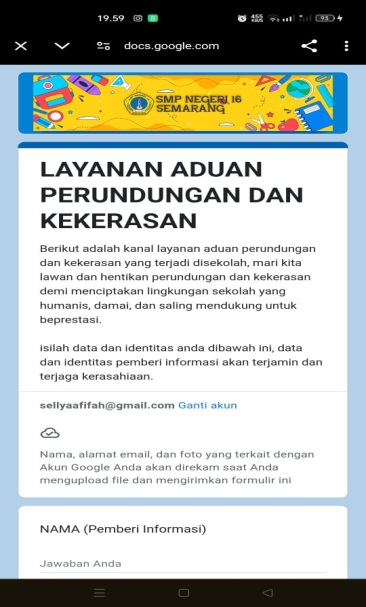 19.59
455
KB/S
93
docs.google.com
SMP NEGERI 16
SEMARANG
LAYANAN ADUAN
PERUNDUNGAN DAN
KEKERASAN
Berikut adalah kanal layanan aduan perundungan
dan kekerasan yang terjadi disekolah, mari kita
lawan dan hentikan perundungan dan kekerasan
demi menciptakan lingkungan sekolah yang
humanis, damai, dan saling mendukung untuk
beprestasi.
isilah data dan identitas anda dibawah ini, data
dan identitas pemberi informasi akan terjamin dan
terjaga kerasahiaan.
sellyaafifah@gmail.com Ganti akun
Nama, alamat email, dan foto yang terkait dengan
Akun Google Anda akan direkam saat Anda
mengupload file dan mengirimkan formulir ini
NAMA (Pemberi Informasi)
Jawaban Anda